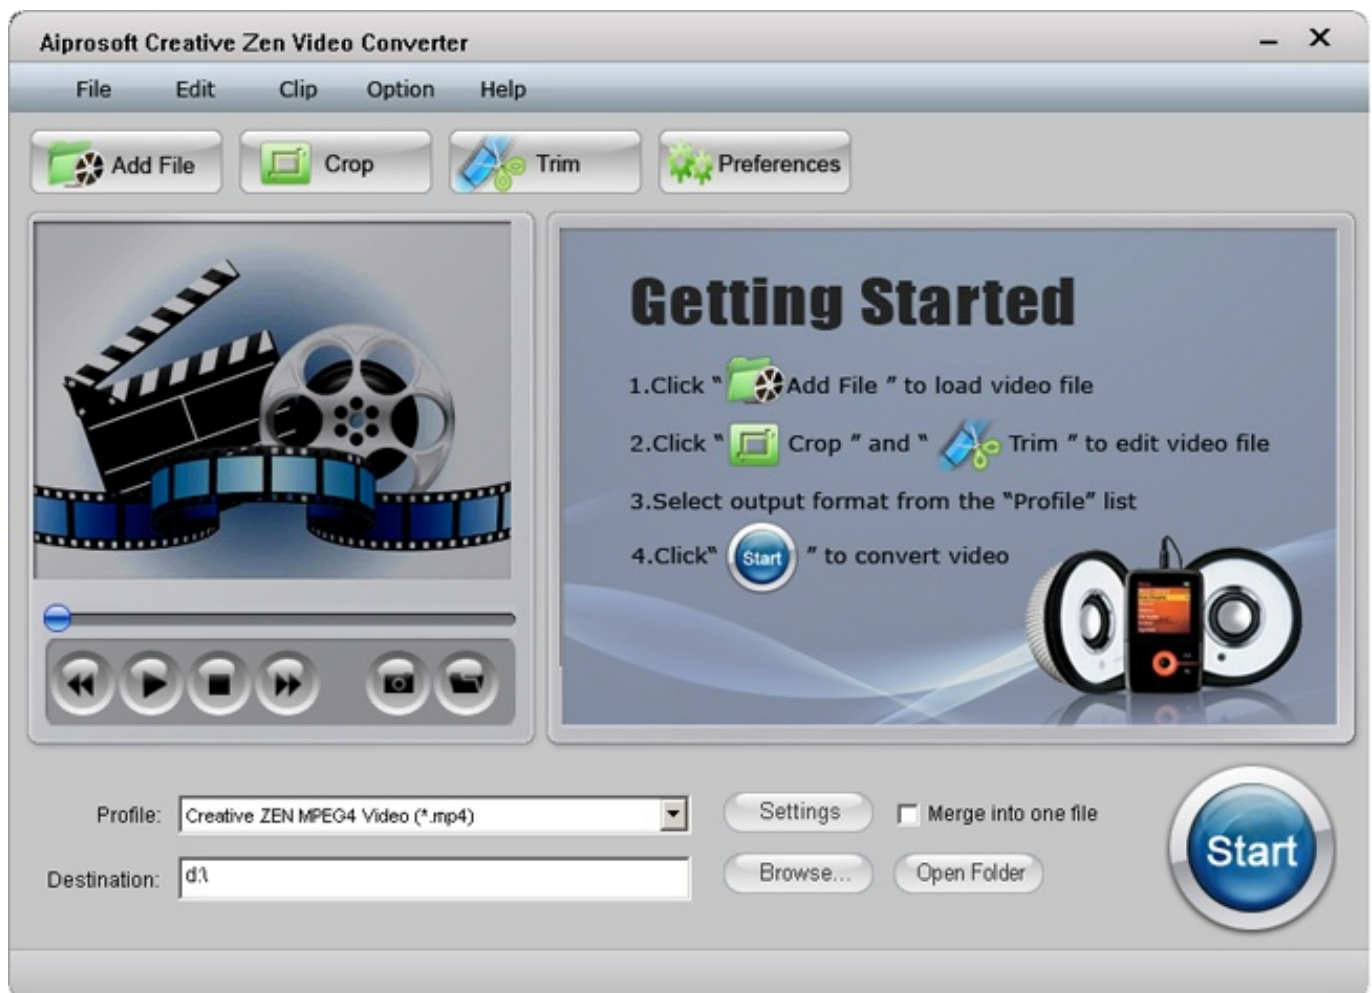 Aiprosoft Creative Zen Video Converter
File Edit Clip Option Help
Add File Crop Trim Preferences
Getting Started
1.Click “ Add File ” to load video file
2.Click “ Crop ” and “ Trim ” to edit video file
3.Select output format from the “Profile” list
4.Click“ Start ” to convert video
Profile: Creative ZEN MPEG4 Video (*.mp4) Settings Merge into one file
Destination: d:\ Browse... Open Folder
Start